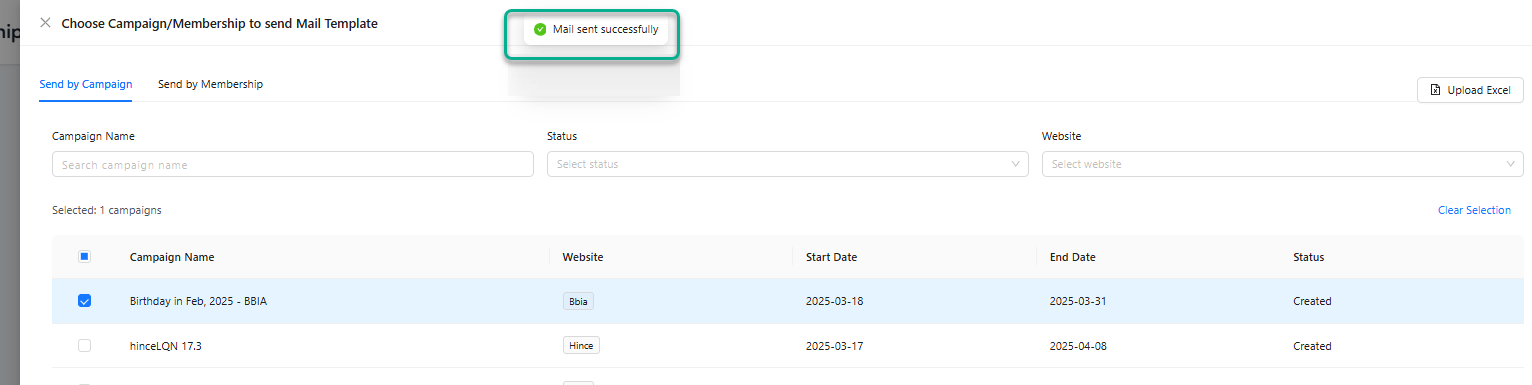 hip
Choose Campaign/Membership to send Mail Template
Mail sent successfully
Send by Campaign
Send by Membership
Upload Excel
Campaign Name
Status
Website
Search campaign name
Select status
Select website
Selected: 1 campaigns
Clear Selection
Campaign Name Website Start Date End Date Status
Birthday in Feb, 2025 - BBIA Bbia 2025-03-18 2025-03-31 Created
hinceLQN 17.3 Hince 2025-03-17 2025-04-08 Created